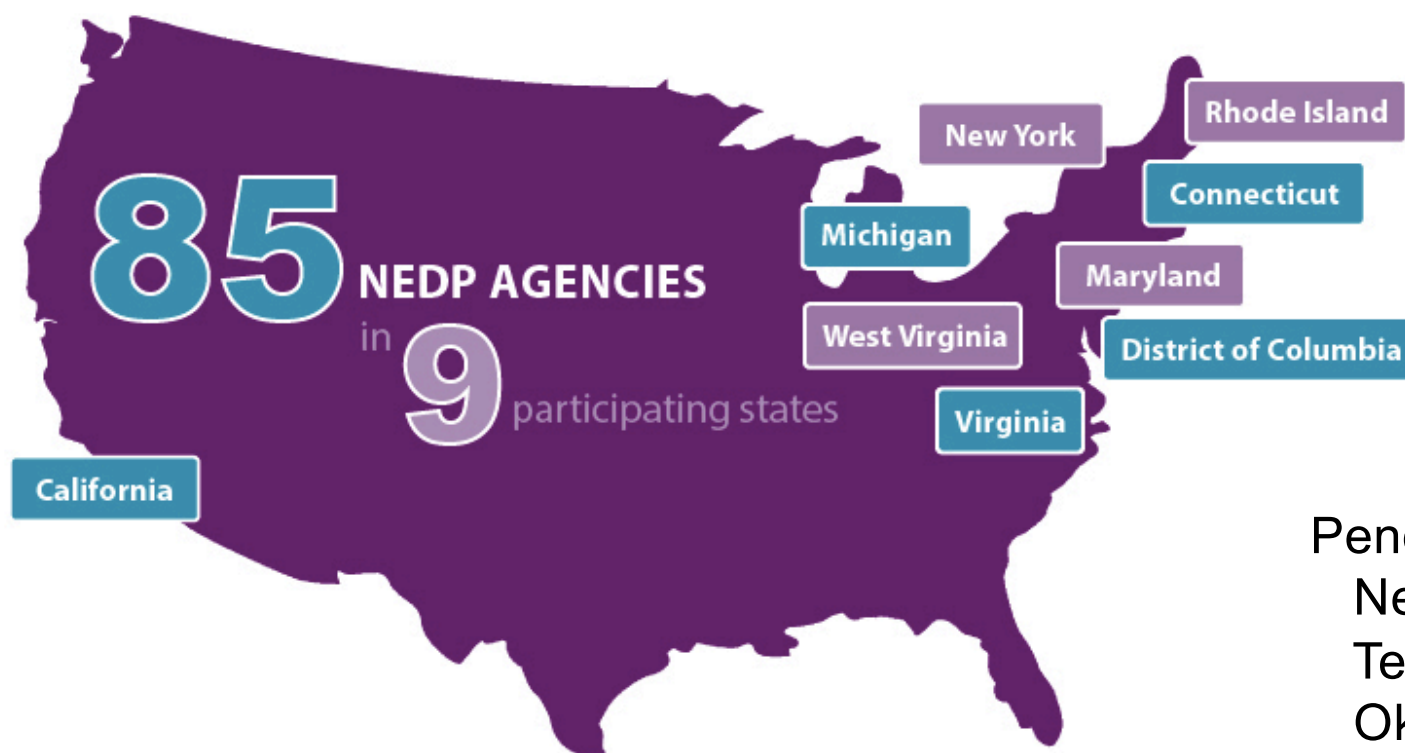 85
NEDP AGENCIES
in 9 participating states
New York
Rhode Island
Connecticut
Michigan
Maryland
West Virginia
District of Columbia
Virginia
California